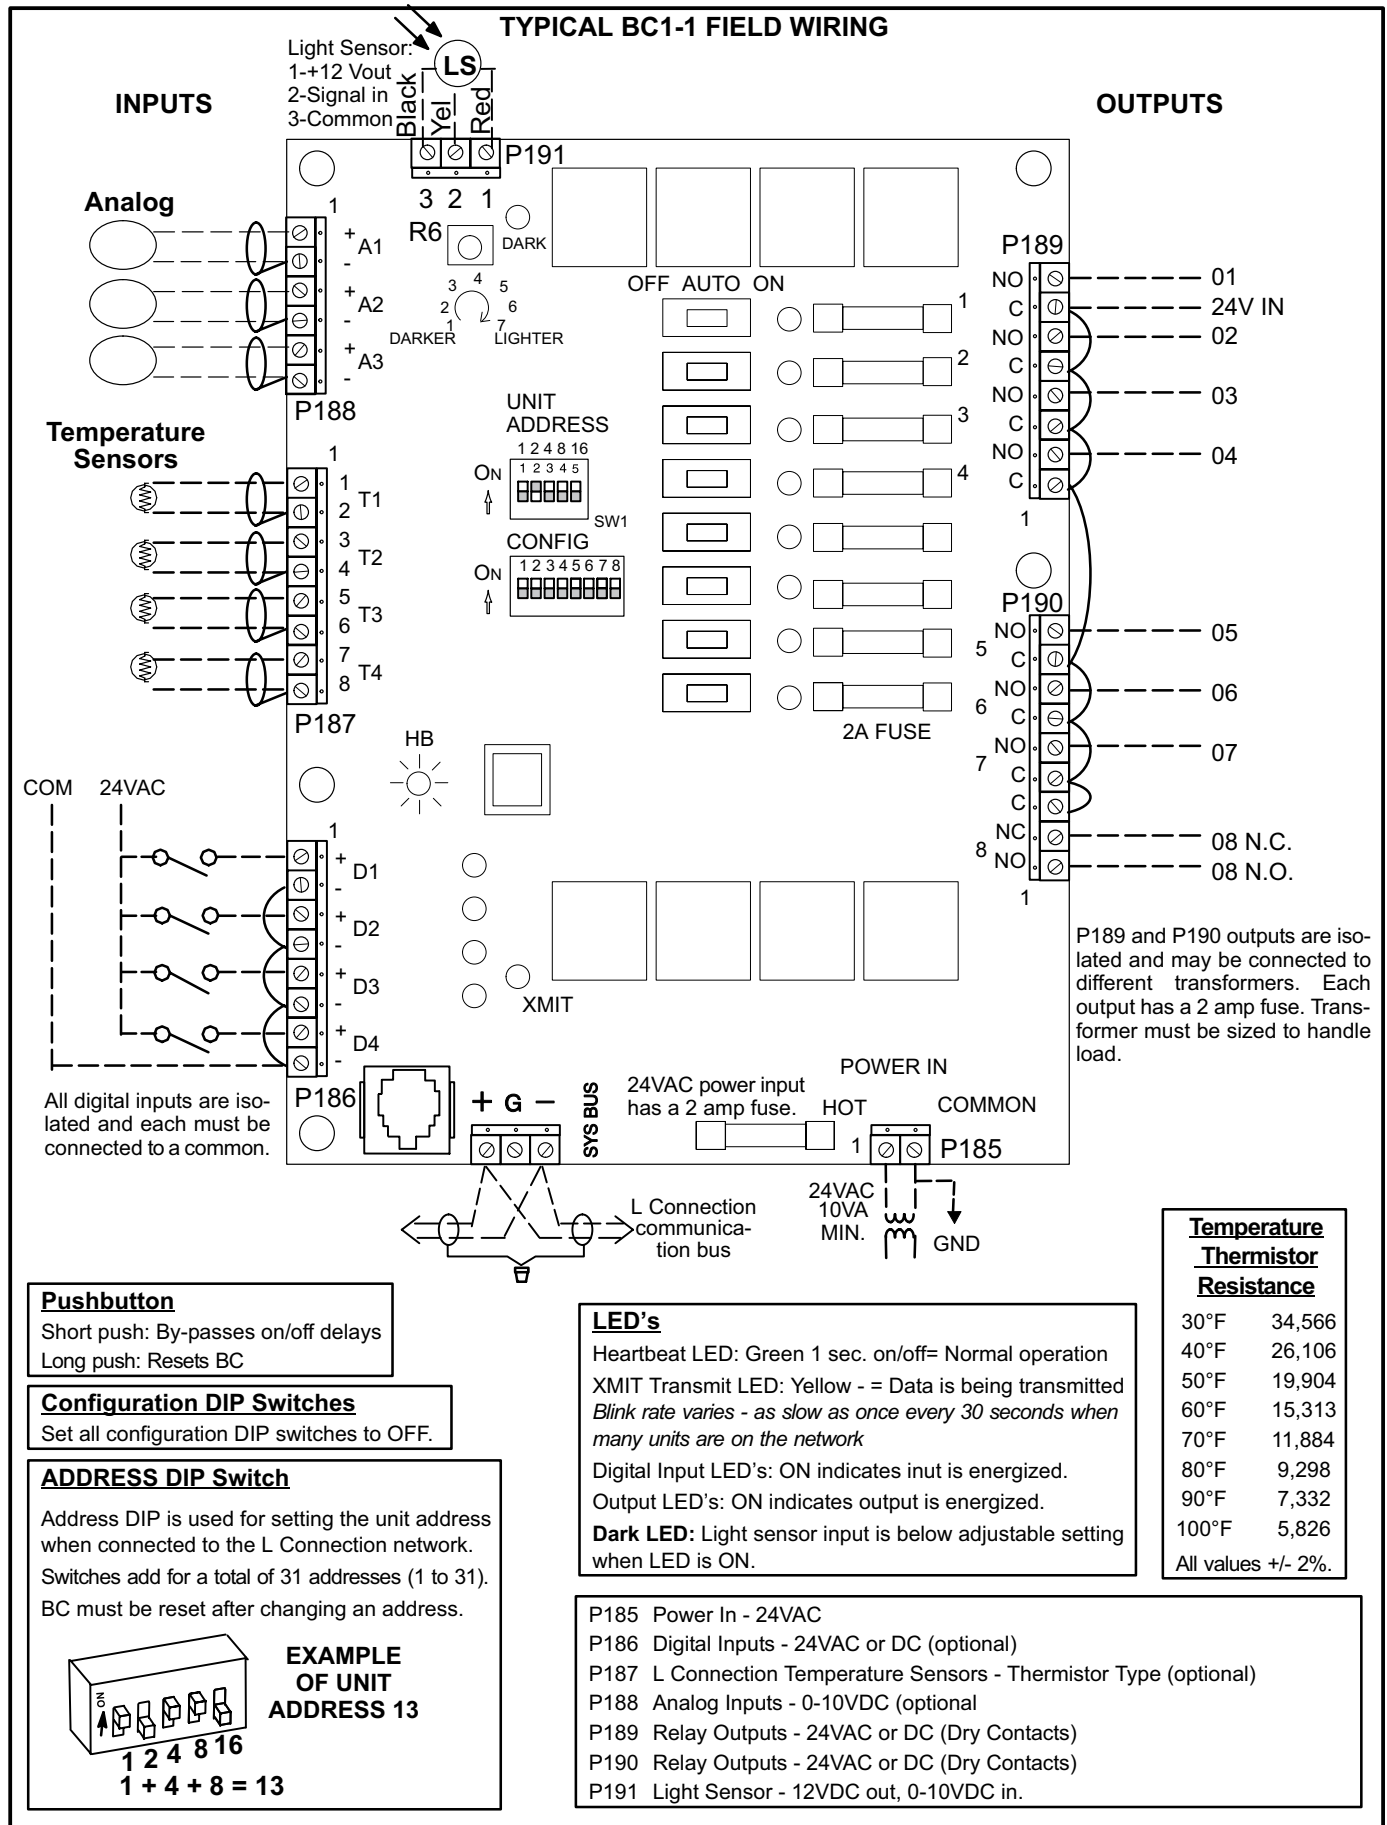 TYPICAL BC1-1 FIELD WIRING
Light Sensor:
1-+12 Vout
2-Signal in
3-Common
LS
Black
Yel
Red
INPUTS
OUTPUTS
P191
3 2 1
R6
DARK
3 4 5
2 6
1 7
DARKER LIGHTER
Analog
1
+
A1
-
+
A2
-
+
A3
-
P188
Temperature
Sensors
1
1
T1
2
3
T2
4
5
T3
6
7
T4
8
P187
UNIT
ADDRESS
1 2 4 8 16
ON
1 2 3 4 5
SW1
CONFIG
ON
1 2 3 4 5 6 7 8
OFF AUTO ON
1
2
3
4
2A FUSE
P189
NO 01
C 24V IN
NO 02
C
NO 03
C
NO 04
C
1
P190
NO 05
5
C
NO 06
6
C
NO 07
7
C
C
NC 08 N.C.
8
NO 08 N.O.
1
P189 and P190 outputs are iso-
lated and may be connected to
different transformers. Each
output has a 2 amp fuse. Trans-
former must be sized to handle
load.
HB
COM 24VAC
1
+
D1
-
+
D2
-
+
D3
-
+
D4
-
P186
XMIT
All digital inputs are iso-
lated and each must be
connected to a common.
+ G −
SYS BUS
24VAC power input
has a 2 amp fuse.
POWER IN
HOT
COMMON
1
P185
L Connection
communica-
tion bus
24VAC
10VA
MIN.
GND
Temperature
Thermistor
Resistance
30°F 34,566
40°F 26,106
50°F 19,904
60°F 15,313
70°F 11,884
80°F 9,298
90°F 7,332
100°F 5,826
All values +/- 2%.
Pushbutton
Short push: By-passes on/off delays
Long push: Resets BC
Configuration DIP Switches
Set all configuration DIP switches to OFF.
ADDRESS DIP Switch
Address DIP is used for setting the unit address
when connected to the L Connection network.
Switches add for a total of 31 addresses (1 to 31).
BC must be reset after changing an address.
NO
1 2 4 8 16
1 + 4 + 8 = 13
EXAMPLE
OF UNIT
ADDRESS 13
LED's
Heartbeat LED: Green 1 sec. on/off= Normal operation
XMIT Transmit LED: Yellow - = Data is being transmitted
Blink rate varies - as slow as once every 30 seconds when
many units are on the network
Digital Input LED's: ON indicates inut is energized.
Output LED's: ON indicates output is energized.
Dark LED: Light sensor input is below adjustable setting
when LED is ON.
P185 Power In - 24VAC
P186 Digital Inputs - 24VAC or DC (optional)
P187 L Connection Temperature Sensors - Thermistor Type (optional)
P188 Analog Inputs - 0-10VDC (optional
P189 Relay Outputs - 24VAC or DC (Dry Contacts)
P190 Relay Outputs - 24VAC or DC (Dry Contacts)
P191 Light Sensor - 12VDC out, 0-10VDC in.